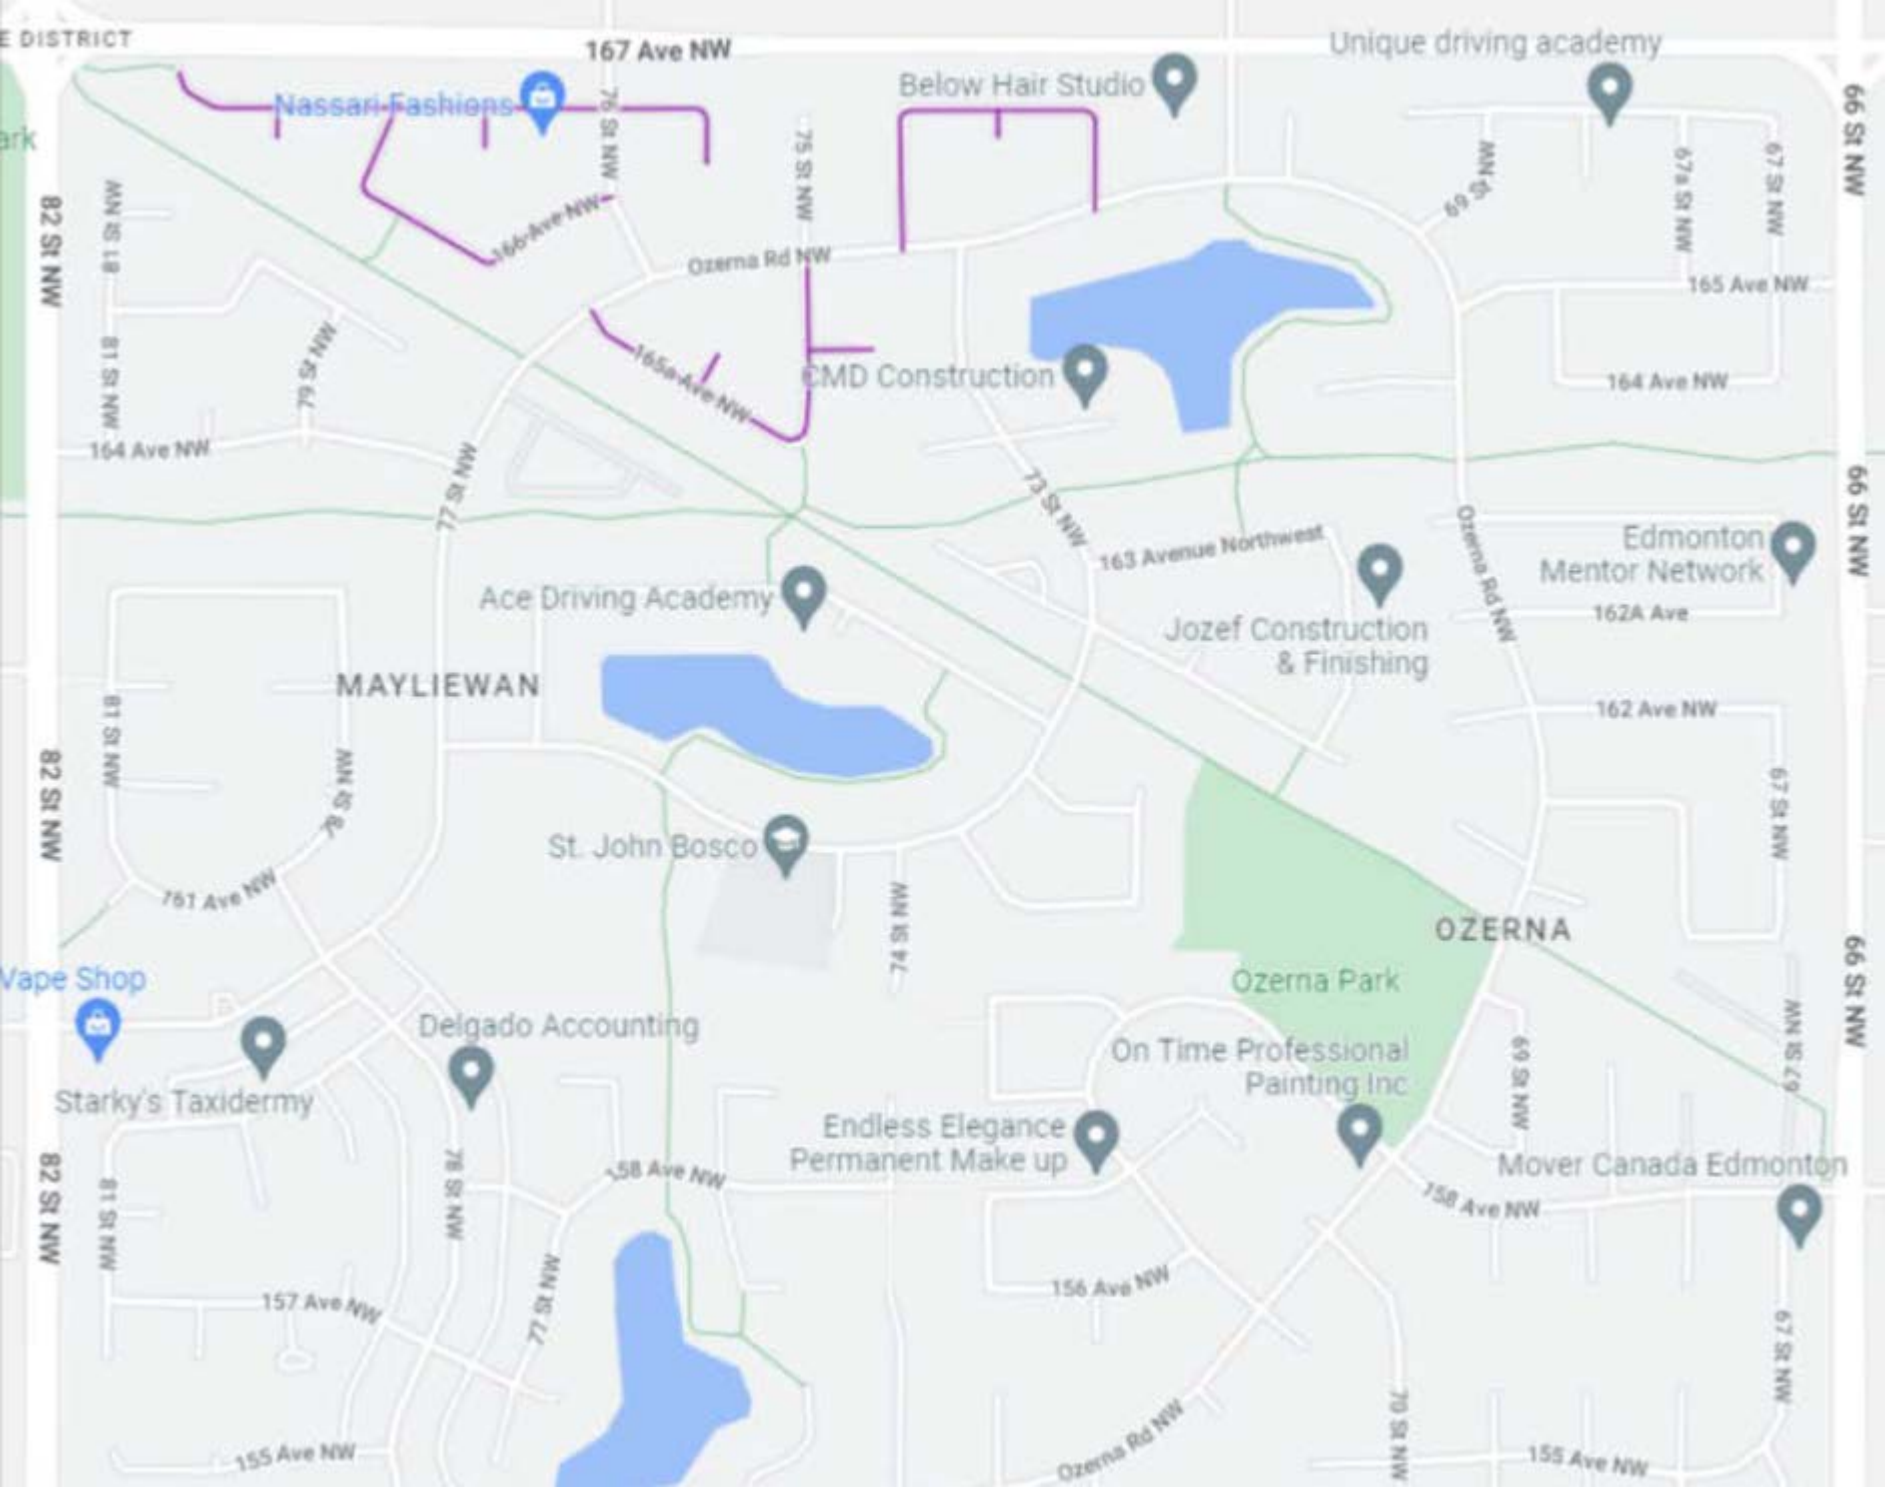 E DISTRICT
167 Ave NW
Unique driving academy
Nassari Fashions
Below Hair Studio
76 St NW
75 St NW
66 St NW
ark
69 St NW
67a St NW
67 St NW
82 St NW
81 St NW
166 Ave NW
Ozerna Rd NW
165 Ave NW
81 St NW
79 St NW
165a Ave NW
CMD Construction
164 Ave NW
164 Ave NW
77 St NW
73 St NW
66 St NW
163 Avenue Northwest
Ozerna Rd NW
Edmonton
Mentor Network
Ace Driving Academy
162A Ave
Jozef Construction
& Finishing
MAYLIEWAN
81 St NW
162 Ave NW
82 St NW
78 St NW
67 St NW
St. John Bosco
161 Ave NW
74 St NW
OZERNA
Vape Shop
Ozerna Park
66 St NW
Delgado Accounting
On Time Professional
Painting Inc
69 St NW
67 St NW
Starky's Taxidermy
Endless Elegance
Permanent Make up
82 St NW
81 St NW
78 St NW
58 Ave NW
Mover Canada Edmonton
158 Ave NW
156 Ave NW
157 Ave NW
77 St NW
67 St NW
155 Ave NW
Ozerna Rd NW
70 St NW
155 Ave NW